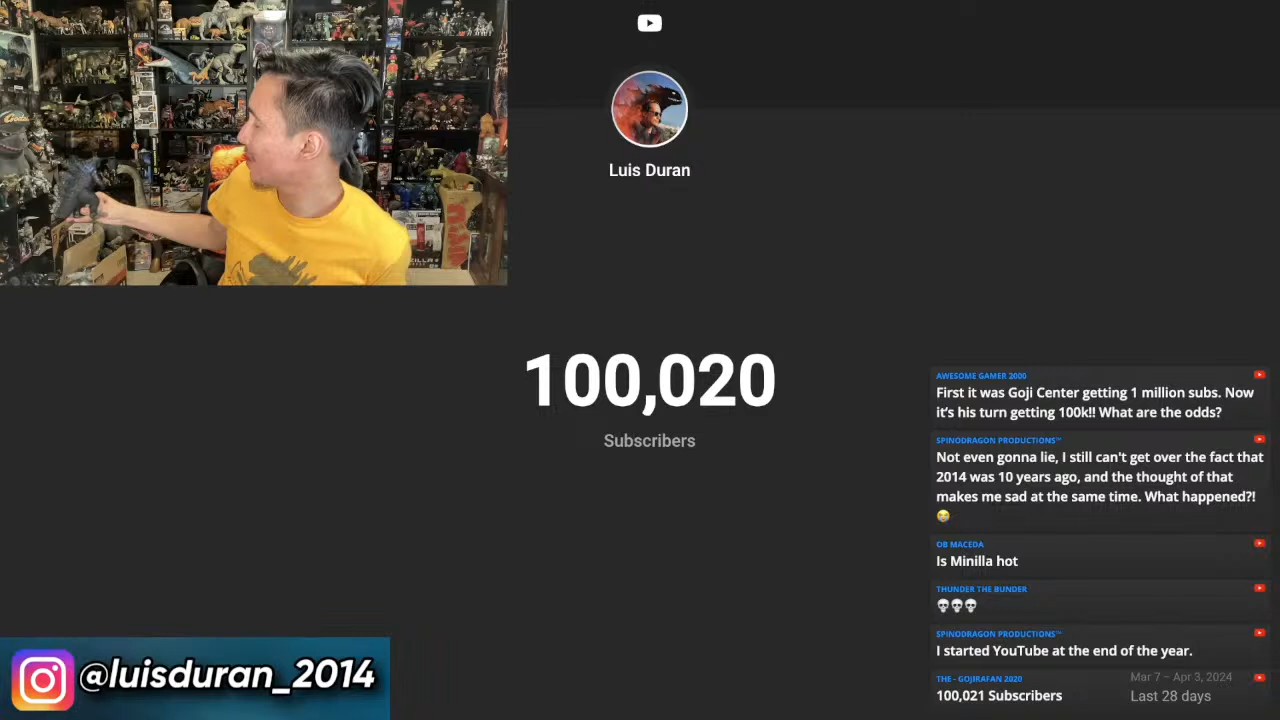 Luis Duran
100,020
Subscribers
AWESOME GAMER 2000
First it was Goji Center getting 1 million subs. Now
it's his turn getting 100k!! What are the odds?
SPINODRAGON PRODUCTIONS™
Not even gonna lie, I still can't get over the fact that
2014 was 10 years ago, and the thought of that
makes me sad at the same time. What happened?!
😭
OB MACEDA
Is Minilla hot
THUNDER THE BUNDER
💀💀💀
SPINODRAGON PRODUCTIONS™
I started YouTube at the end of the year.
THE - GOJIRAFAN 2020
100,021 Subscribers
Mar 7 – Apr 3, 2024
Last 28 days
@luisduran_2014